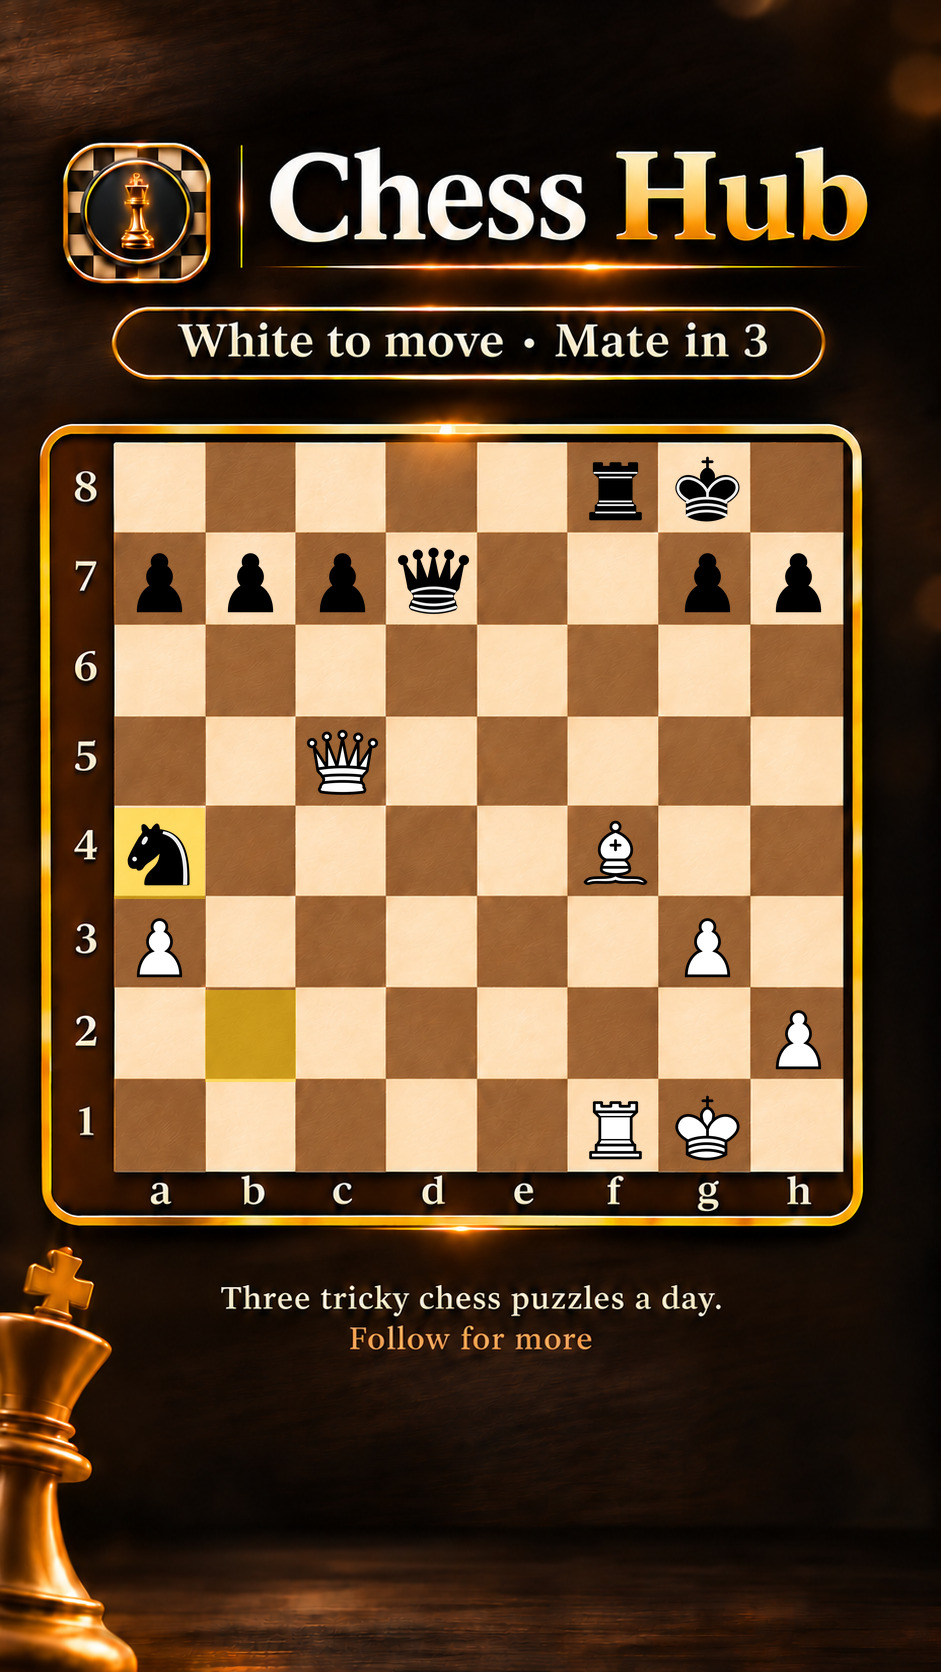 Chess Hub
White to move • Mate in 3
8
7
6
5
4
3
2
1
a b c d e f g h
Three tricky chess puzzles a day.
Follow for more